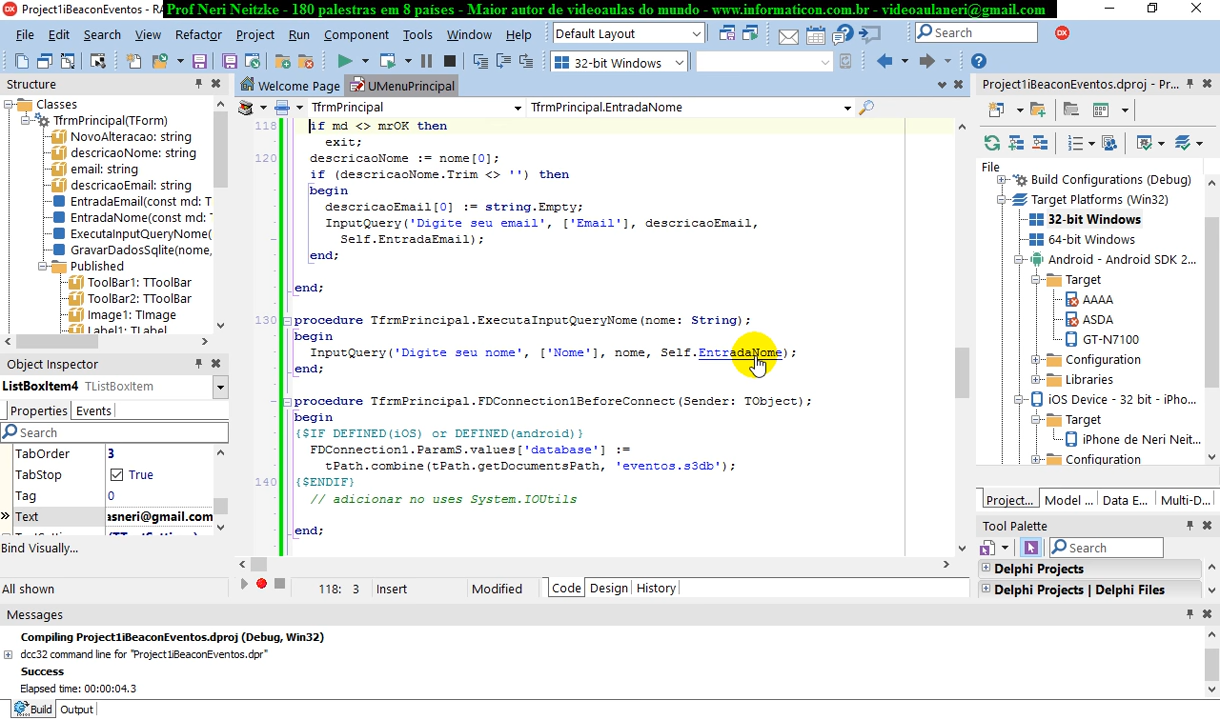 Project1iBeaconEventos - RA
Prof Neri Neitzke - 180 palestras em 8 países - Maior autor de videoaulas do mundo - www.informaticon.com.br - videoaulaneri@gmail.com
File Edit Search View Refactor Project Run Component Tools Window Help
Default Layout
Search
32-bit Windows
Structure
Classes
TfrmPrincipal(TForm)
NovoAlteracao: string
descricaoNome: string
email: string
descricaoEmail: string
EntradaEmail(const md: T
EntradaNome(const md:
ExecutaInputQueryNome(
GravarDadosSqlite(nome,
Published
ToolBar1: TToolBar
ToolBar2: TToolBar
Image1: TImage
Label1: TLabel
Object Inspector
ListBoxItem4 TListBoxItem
Properties Events
Search
TabOrder 3
TabStop True
Tag 0
Text asneri@gmail.com
Bind Visually...
All shown
Welcome Page UMenuPrincipal
TfrmPrincipal TfrmPrincipal.EntradaNome
118 if md <> mrOK then
exit;
120 descricaoNome := nome[0];
if (descricaoNome.Trim <> '') then
begin
descricaoEmail[0] := string.Empty;
InputQuery('Digite seu email', ['Email'], descricaoEmail,
Self.EntradaEmail);
end;
end;
130 procedure TfrmPrincipal.ExecutaInputQueryNome(nome: String);
begin
InputQuery('Digite seu nome', ['Nome'], nome, Self.EntradaNome);
end;
procedure TfrmPrincipal.FDConnection1BeforeConnect(Sender: TObject);
begin
{$IF DEFINED(iOS) or DEFINED(android)}
FDConnection1.ParamS.values['database'] :=
tPath.combine(tPath.getDocumentsPath, 'eventos.s3db');
140 {$ENDIF}
// adicionar no uses System.IOUtils
end;
118: 3 Insert Modified Code Design History
Project1iBeaconEventos.dproj - Pr...
File
Build Configurations (Debug)
Target Platforms (Win32)
32-bit Windows
64-bit Windows
Android - Android SDK 2...
Target
AAAA
ASDA
GT-N7100
Configuration
Libraries
iOS Device - 32 bit - iPho...
Target
iPhone de Neri Neit...
Configuration
Project... Model ... Data E... Multi-D...
Tool Palette
Search
Delphi Projects
Delphi Projects | Delphi Files
Messages
Compiling Project1iBeaconEventos.dproj (Debug, Win32)
dcc32 command line for "Project1iBeaconEventos.dpr"
Success
Elapsed time: 00:00:04.3
Build Output